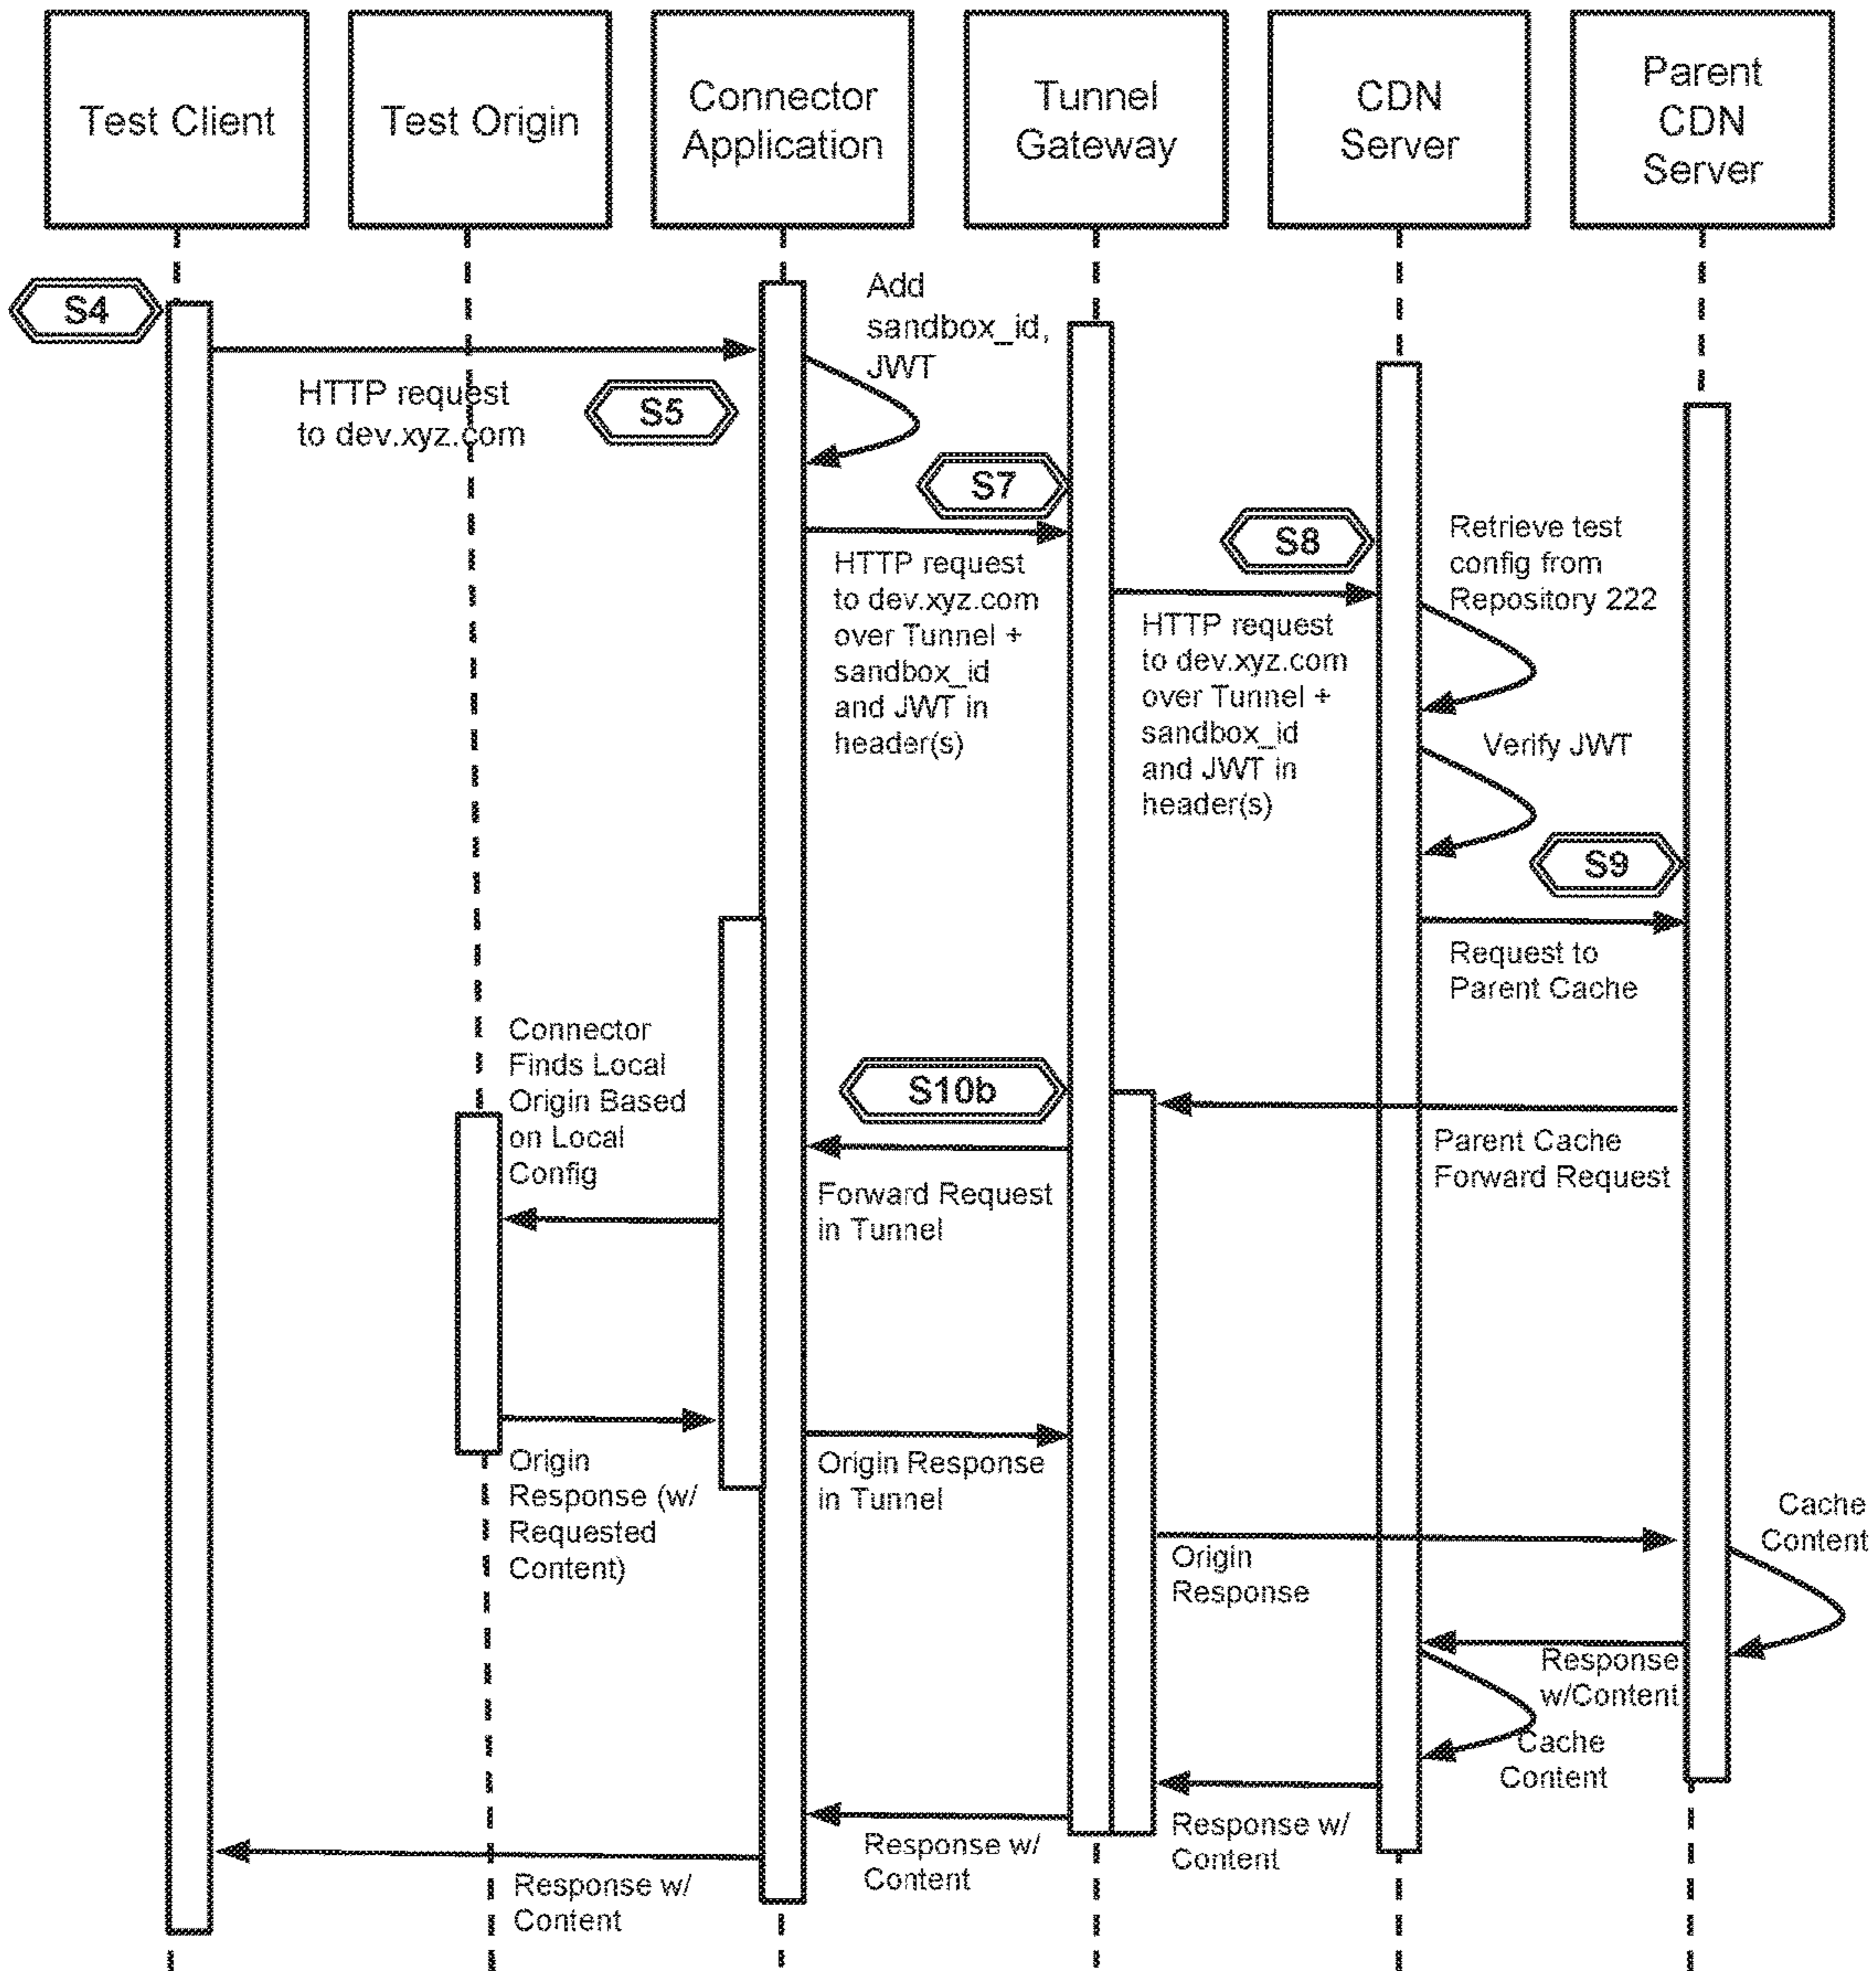 Test Client
Test Origin
Connector
Application
Tunnel
Gateway
CDN
Server
Parent
CDN
Server
S4
HTTP request
to dev.xyz.com
S5
Add
sandbox_id,
JWT
S7
HTTP request
to dev.xyz.com
over Tunnel +
sandbox_id
and JWT in
header(s)
S8
HTTP request
to dev.xyz.com
over Tunnel +
sandbox_id
and JWT in
header(s)
Retrieve test
config from
Repository 222
Verify JWT
S9
Request to
Parent Cache
Parent Cache
Forward Request
S10b
Forward Request
in Tunnel
Connector
Finds Local
Origin Based
on Local
Config
Origin
Response (w/
Requested
Content)
Origin Response
in Tunnel
Origin
Response
Cache
Content
Response
w/Content
Cache
Content
Response w/
Content
Response w/
Content
Response w/
Content